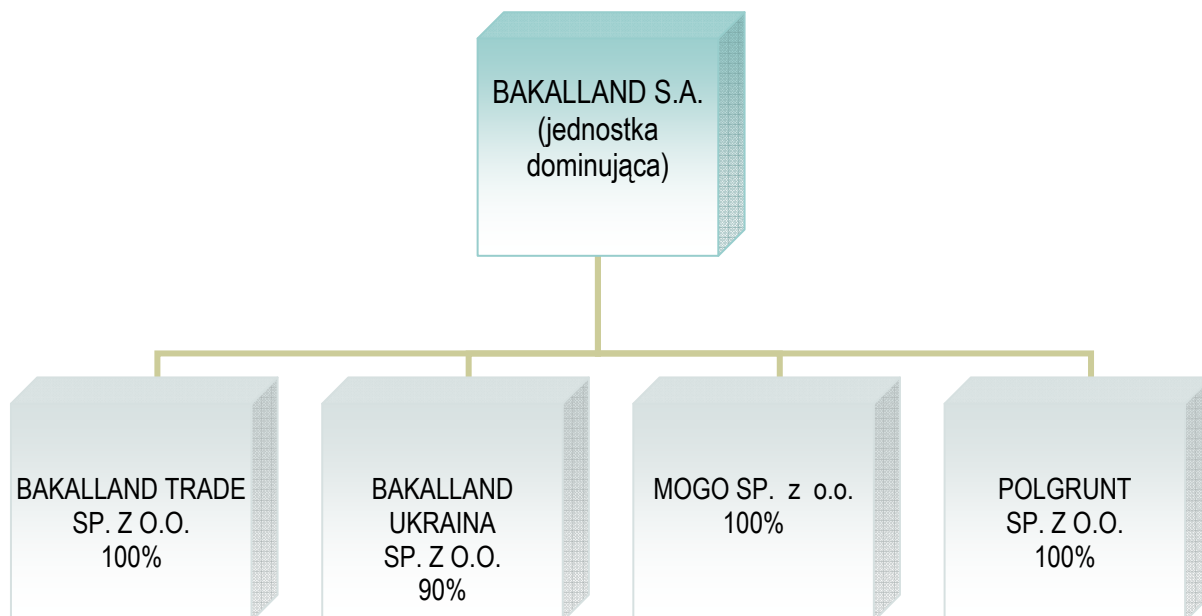 BAKALLAND S.A.
(jednostka
dominująca)
BAKALLAND TRADE
SP. Z O.O.
100%
BAKALLAND
UKRAINA
SP. Z O.O.
90%
MOGO SP. z o.o.
100%
POLGRUNT
SP. Z O.O.
100%